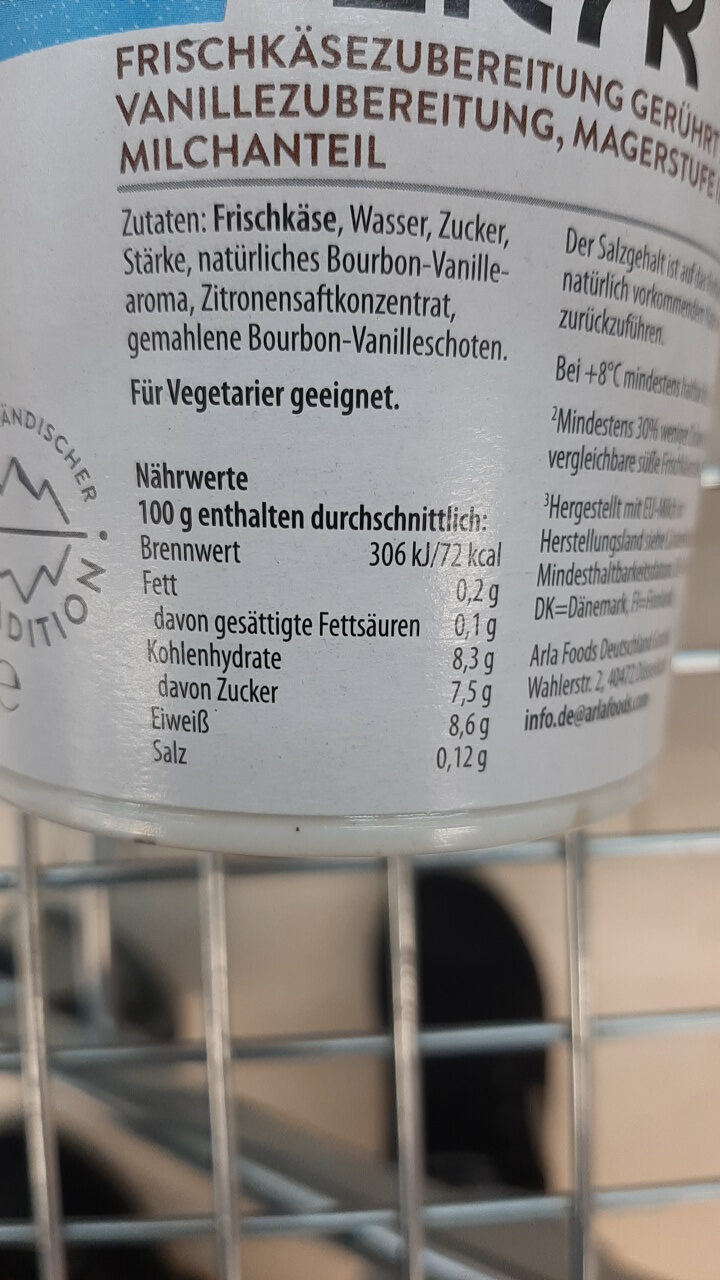 SKYR
FRISCHKÄSEZUBEREITUNG GERÜHRT
VANILLEZUBEREITUNG, MAGERSTUFE
MILCHANTEIL
Zutaten: Frischkäse, Wasser, Zucker,
Stärke, natürliches Bourbon-Vanille-
aroma, Zitronensaftkonzentrat,
gemahlene Bourbon-Vanilleschoten.
Für Vegetarier geeignet.
Nährwerte
100 g enthalten durchschnittlich:
Brennwert 306 kJ/72 kcal
Fett 0,2 g
davon gesättigte Fettsäuren 0,1 g
Kohlenhydrate 8,3 g
davon Zucker 7,5 g
Eiweiß 8,6 g
Salz 0,12 g
Der Salzgehalt ist auf
natürlich vorkommenden
zurückzuführen.
Bei +8°C mindestens
²Mindestens 30% weniger
vergleichbare süße
³Hergestellt mit EU-Milch
Herstellungsland siehe
Mindesthaltbarkeitsdatum
DK=Dänemark,
Arla Foods Deutschland
Wahlerstr. 2, 40472
info.de@arlafoods.com
ÄNDISCHER
DITION
e